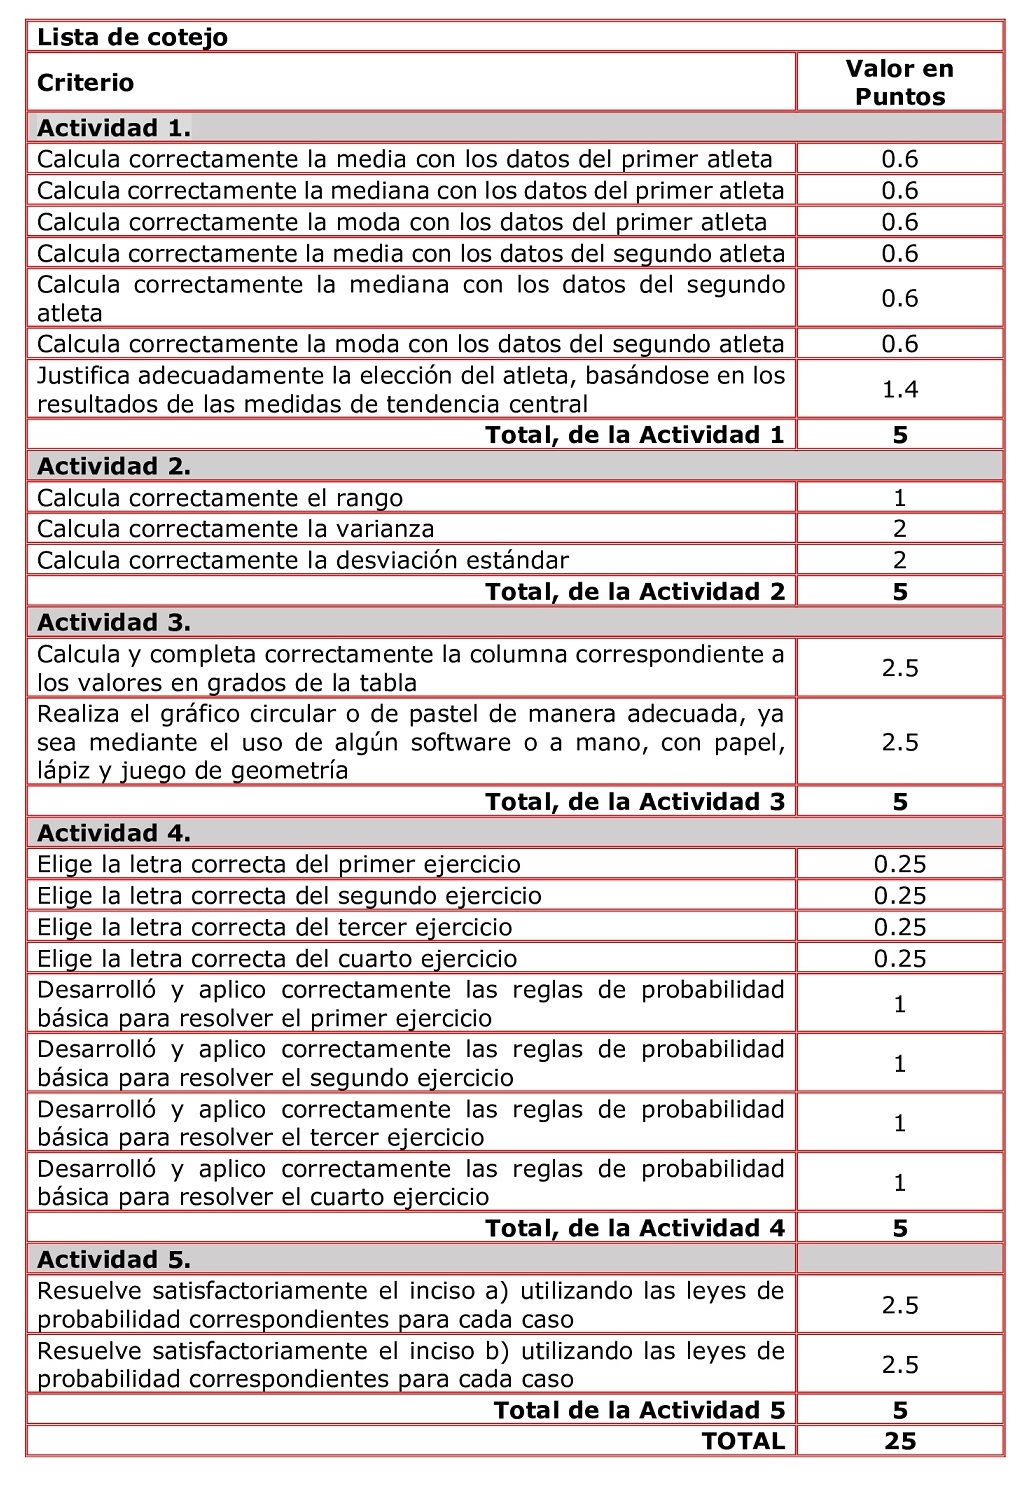 Lista de cotejo
Criterio
Valor en
Puntos
Actividad 1.
Calcula correctamente la media con los datos del primer atleta 0.6
Calcula correctamente la mediana con los datos del primer atleta 0.6
Calcula correctamente la moda con los datos del primer atleta 0.6
Calcula correctamente la media con los datos del segundo atleta 0.6
Calcula correctamente la mediana con los datos del segundo
atleta
0.6
Calcula correctamente la moda con los datos del segundo atleta 0.6
Justifica adecuadamente la elección del atleta, basándose en los
resultados de las medidas de tendencia central
1.4
Total, de la Actividad 1 5
Actividad 2.
Calcula correctamente el rango 1
Calcula correctamente la varianza 2
Calcula correctamente la desviación estándar 2
Total, de la Actividad 2 5
Actividad 3.
Calcula y completa correctamente la columna correspondiente a
los valores en grados de la tabla
2.5
Realiza el gráfico circular o de pastel de manera adecuada, ya
sea mediante el uso de algún software o a mano, con papel,
lápiz y juego de geometría
2.5
Total, de la Actividad 3 5
Actividad 4.
Elige la letra correcta del primer ejercicio 0.25
Elige la letra correcta del segundo ejercicio 0.25
Elige la letra correcta del tercer ejercicio 0.25
Elige la letra correcta del cuarto ejercicio 0.25
Desarrolló y aplico correctamente las reglas de probabilidad
básica para resolver el primer ejercicio
1
Desarrolló y aplico correctamente las reglas de probabilidad
básica para resolver el segundo ejercicio
1
Desarrolló y aplico correctamente las reglas de probabilidad
básica para resolver el tercer ejercicio
1
Desarrolló y aplico correctamente las reglas de probabilidad
básica para resolver el cuarto ejercicio
1
Total, de la Actividad 4 5
Actividad 5.
Resuelve satisfactoriamente el inciso a) utilizando las leyes de
probabilidad correspondientes para cada caso
2.5
Resuelve satisfactoriamente el inciso b) utilizando las leyes de
probabilidad correspondientes para cada caso
2.5
Total de la Actividad 5 5
TOTAL 25